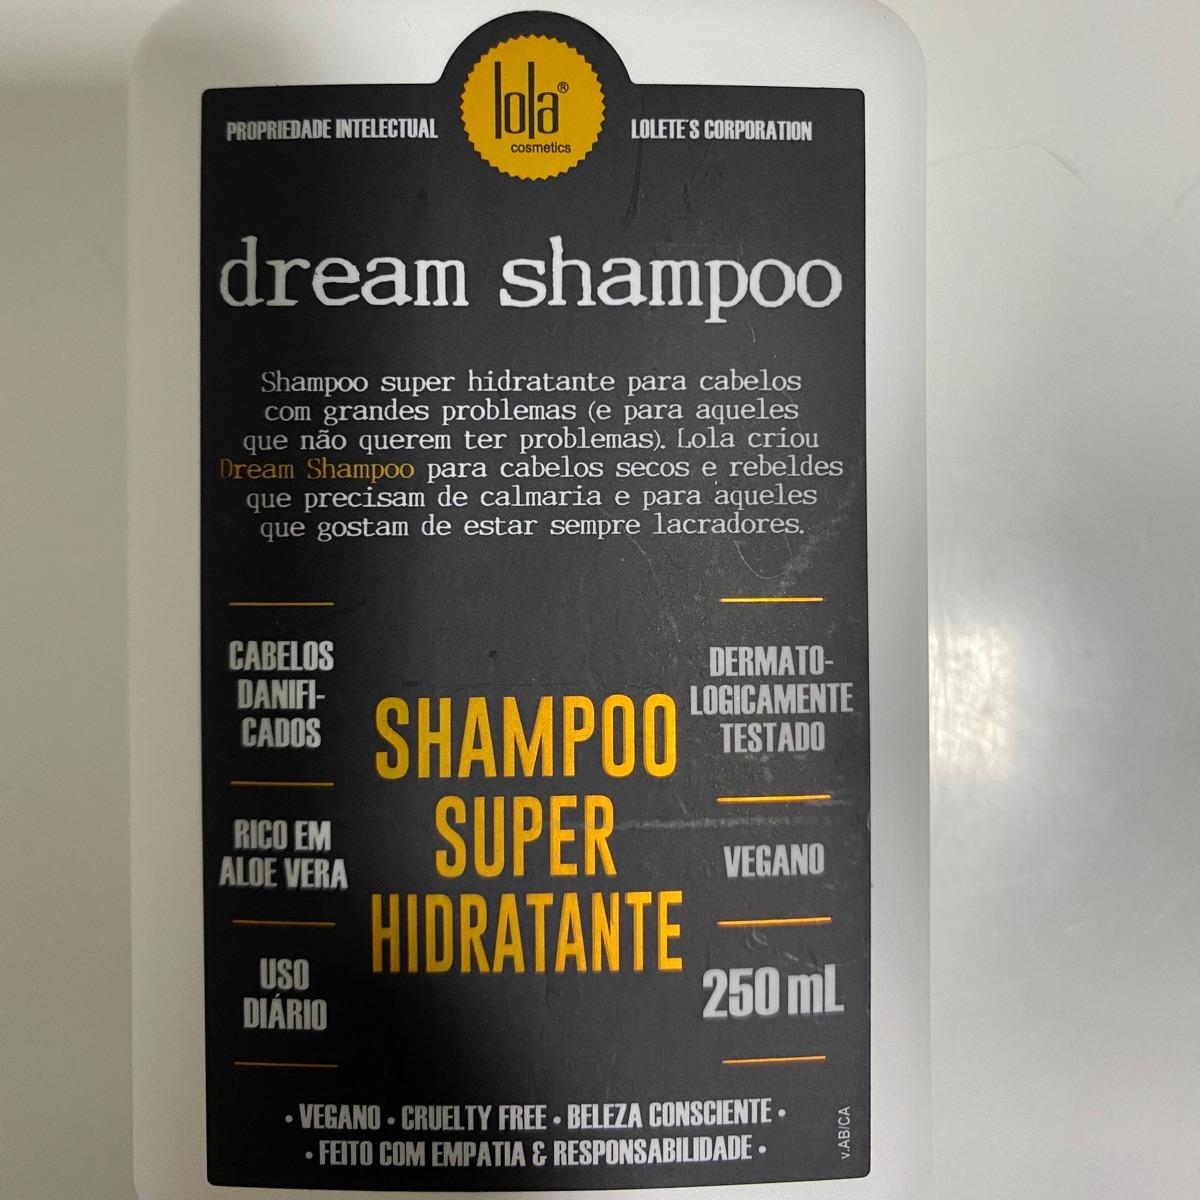 PROPRIEDADE INTELECTUAL
lola®
cosmetics
LOLETE'S CORPORATION
dream shampoo
Shampoo super hidratante para cabelos
com grandes problemas (e para aqueles
que não querem ter problemas). Lola criou
Dream Shampoo para cabelos secos e rebeldes
que precisam de calmaria e para aqueles
que gostam de estar sempre lacradores.
CABELOS
DANIFI-
CADOS
RICO EM
ALOE VERA
USO
DIÁRIO
SHAMPOO
SUPER
HIDRATANTE
DERMATO-
LOGICAMENTE
TESTADO
VEGANO
250 mL
• VEGANO • CRUELTY FREE • BELEZA CONSCIENTE •
• FEITO COM EMPATIA & RESPONSABILIDADE •
v.AB/CA